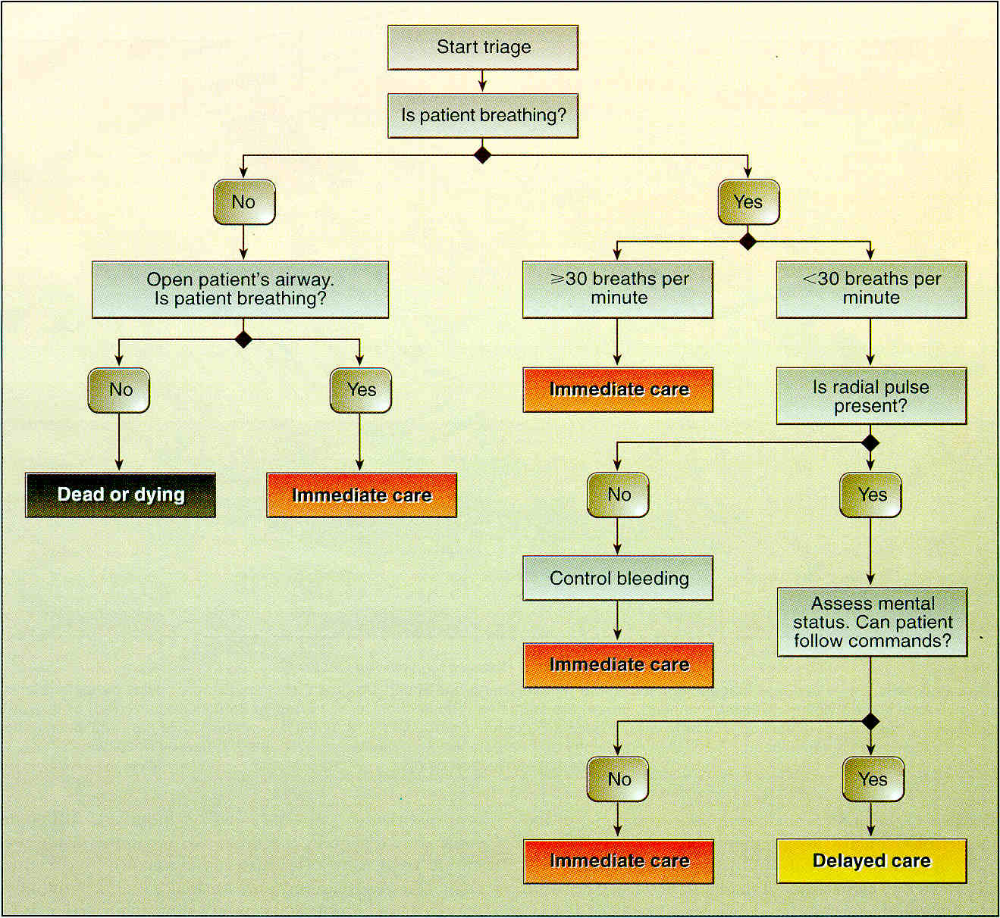 Start triage
Is patient breathing?
No
Yes
Open patient's airway.
Is patient breathing?
⩾30 breaths per
minute
<30 breaths per
minute
No
Yes
Immediate care
Is radial pulse
present?
Dead or dying
Immediate care
No
Yes
Control bleeding
Assess mental
status. Can patient
follow commands?
Immediate care
No
Yes
Immediate care
Delayed care